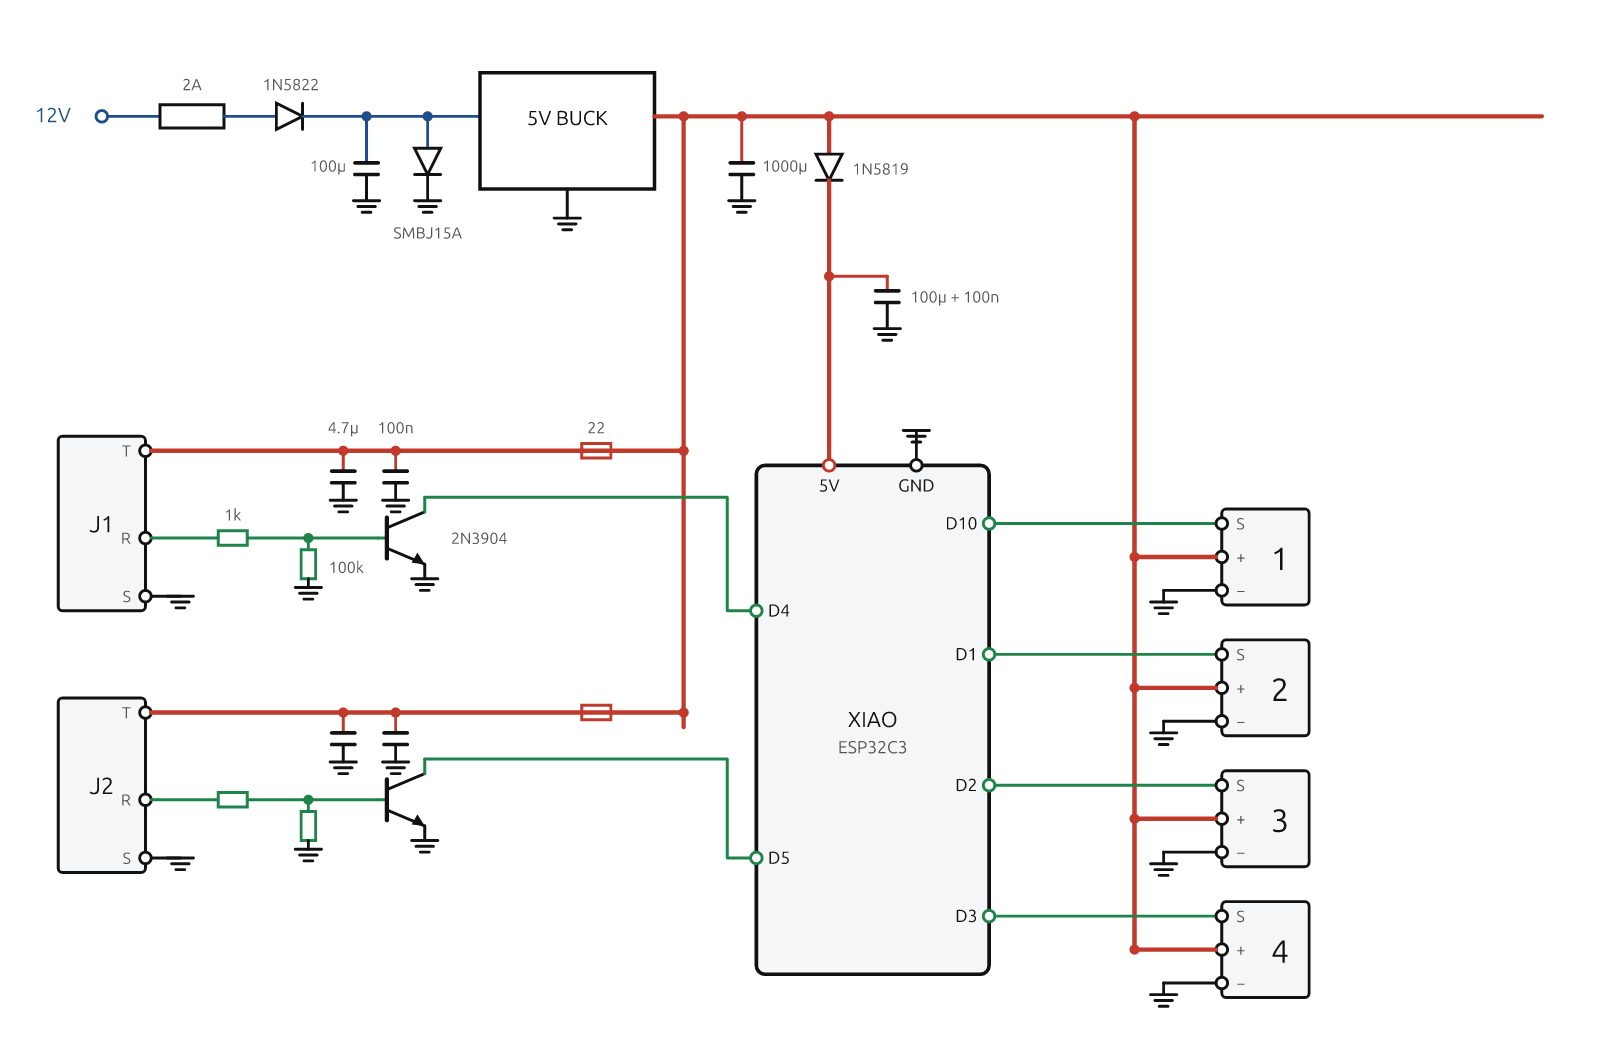 2A
1N5822
12V
5V BUCK
100µ
SMBJ15A
1000µ
1N5819
100µ + 100n
4.7µ
100n
22
T
J1
R
S
1k
100k
2N3904
5V
GND
D10
D4
D1
XIAO
ESP32C3
D2
D5
D3
T
J2
R
S
S
+
−
1
S
+
−
2
S
+
−
3
S
+
−
4